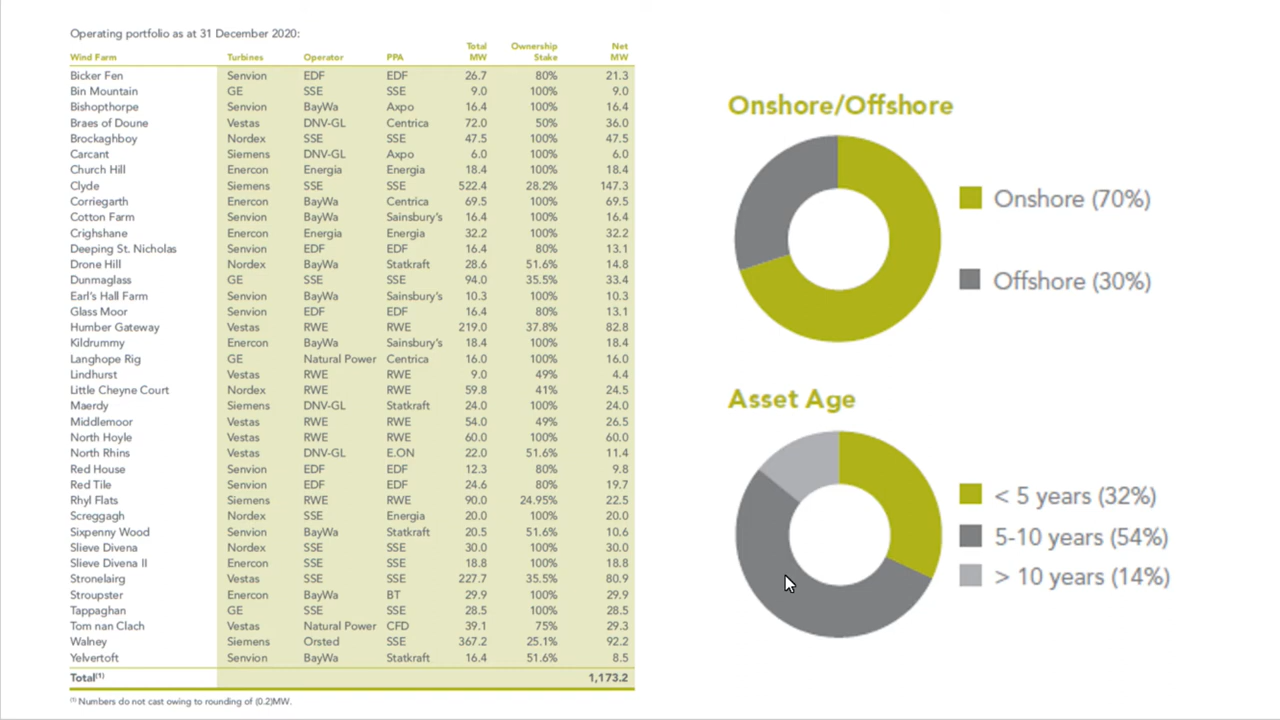 Operating portfolio as at 31 December 2020:
Wind Farm Turbines Operator PPA Total MW Ownership Stake Net MW
Bicker Fen Senvion EDF EDF 26.7 80% 21.3
Bin Mountain GE SSE SSE 9.0 100% 9.0
Bishopthorpe Senvion BayWa Axpo 16.4 100% 16.4
Braes of Doune Vestas DNV-GL Centrica 72.0 50% 36.0
Brockaghboy Nordex SSE SSE 47.5 100% 47.5
Carcant Siemens DNV-GL Axpo 6.0 100% 6.0
Church Hill Enercon Energia Energia 18.4 100% 18.4
Clyde Siemens SSE SSE 522.4 28.2% 147.3
Corriegarth Enercon BayWa Centrica 69.5 100% 69.5
Cotton Farm Senvion BayWa Sainsbury's 16.4 100% 16.4
Crighshane Enercon Energia Energia 32.2 100% 32.2
Deeping St. Nicholas Senvion EDF EDF 16.4 80% 13.1
Drone Hill Nordex BayWa Statkraft 28.6 51.6% 14.8
Dunmaglass GE SSE SSE 94.0 35.5% 33.4
Earl's Hall Farm Senvion BayWa Sainsbury's 10.3 100% 10.3
Glass Moor Senvion EDF EDF 16.4 80% 13.1
Humber Gateway Vestas RWE RWE 219.0 37.8% 82.8
Kildrummy Enercon BayWa Sainsbury's 18.4 100% 18.4
Langhope Rig GE Natural Power Centrica 16.0 100% 16.0
Lindhurst Vestas RWE RWE 9.0 49% 4.4
Little Cheyne Court Nordex RWE RWE 59.8 41% 24.5
Maerdy Siemens DNV-GL Statkraft 24.0 100% 24.0
Middlemoor Vestas RWE RWE 54.0 49% 26.5
North Hoyle Vestas RWE RWE 60.0 100% 60.0
North Rhins Vestas DNV-GL E.ON 22.0 51.6% 11.4
Red House Senvion EDF EDF 12.3 80% 9.8
Red Tile Senvion EDF EDF 24.6 80% 19.7
Rhyl Flats Siemens RWE RWE 90.0 24.95% 22.5
Screggagh Nordex SSE Energia 20.0 100% 20.0
Sixpenny Wood Senvion BayWa Statkraft 20.5 51.6% 10.6
Slieve Divena Nordex SSE SSE 30.0 100% 30.0
Slieve Divena II Enercon SSE SSE 18.8 100% 18.8
Stronelairg Vestas SSE SSE 227.7 35.5% 80.9
Stroupster Enercon BayWa BT 29.9 100% 29.9
Tappaghan GE SSE SSE 28.5 100% 28.5
Tom nan Clach Vestas Natural Power CFD 39.1 75% 29.3
Walney Siemens Orsted SSE 367.2 25.1% 92.2
Yelvertoft Senvion BayWa Statkraft 16.4 51.6% 8.5
Total(1) 1,173.2
(1) Numbers do not cast owing to rounding of (0.2)MW.
Onshore/Offshore
Onshore (70%)
Offshore (30%)
Asset Age
< 5 years (32%)
5-10 years (54%)
> 10 years (14%)